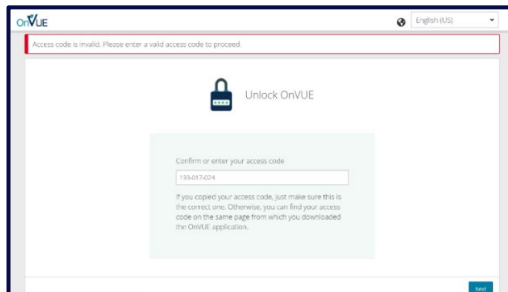 OnVUE
English (US)
Access code is invalid. Please enter a valid access code to proceed.
Unlock OnVUE
Confirm or enter your access code
193-017-024
If you copied your access code, just make sure this is
the correct one. Otherwise, you can find your access
code on the same page from which you downloaded
the OnVUE application.
Next